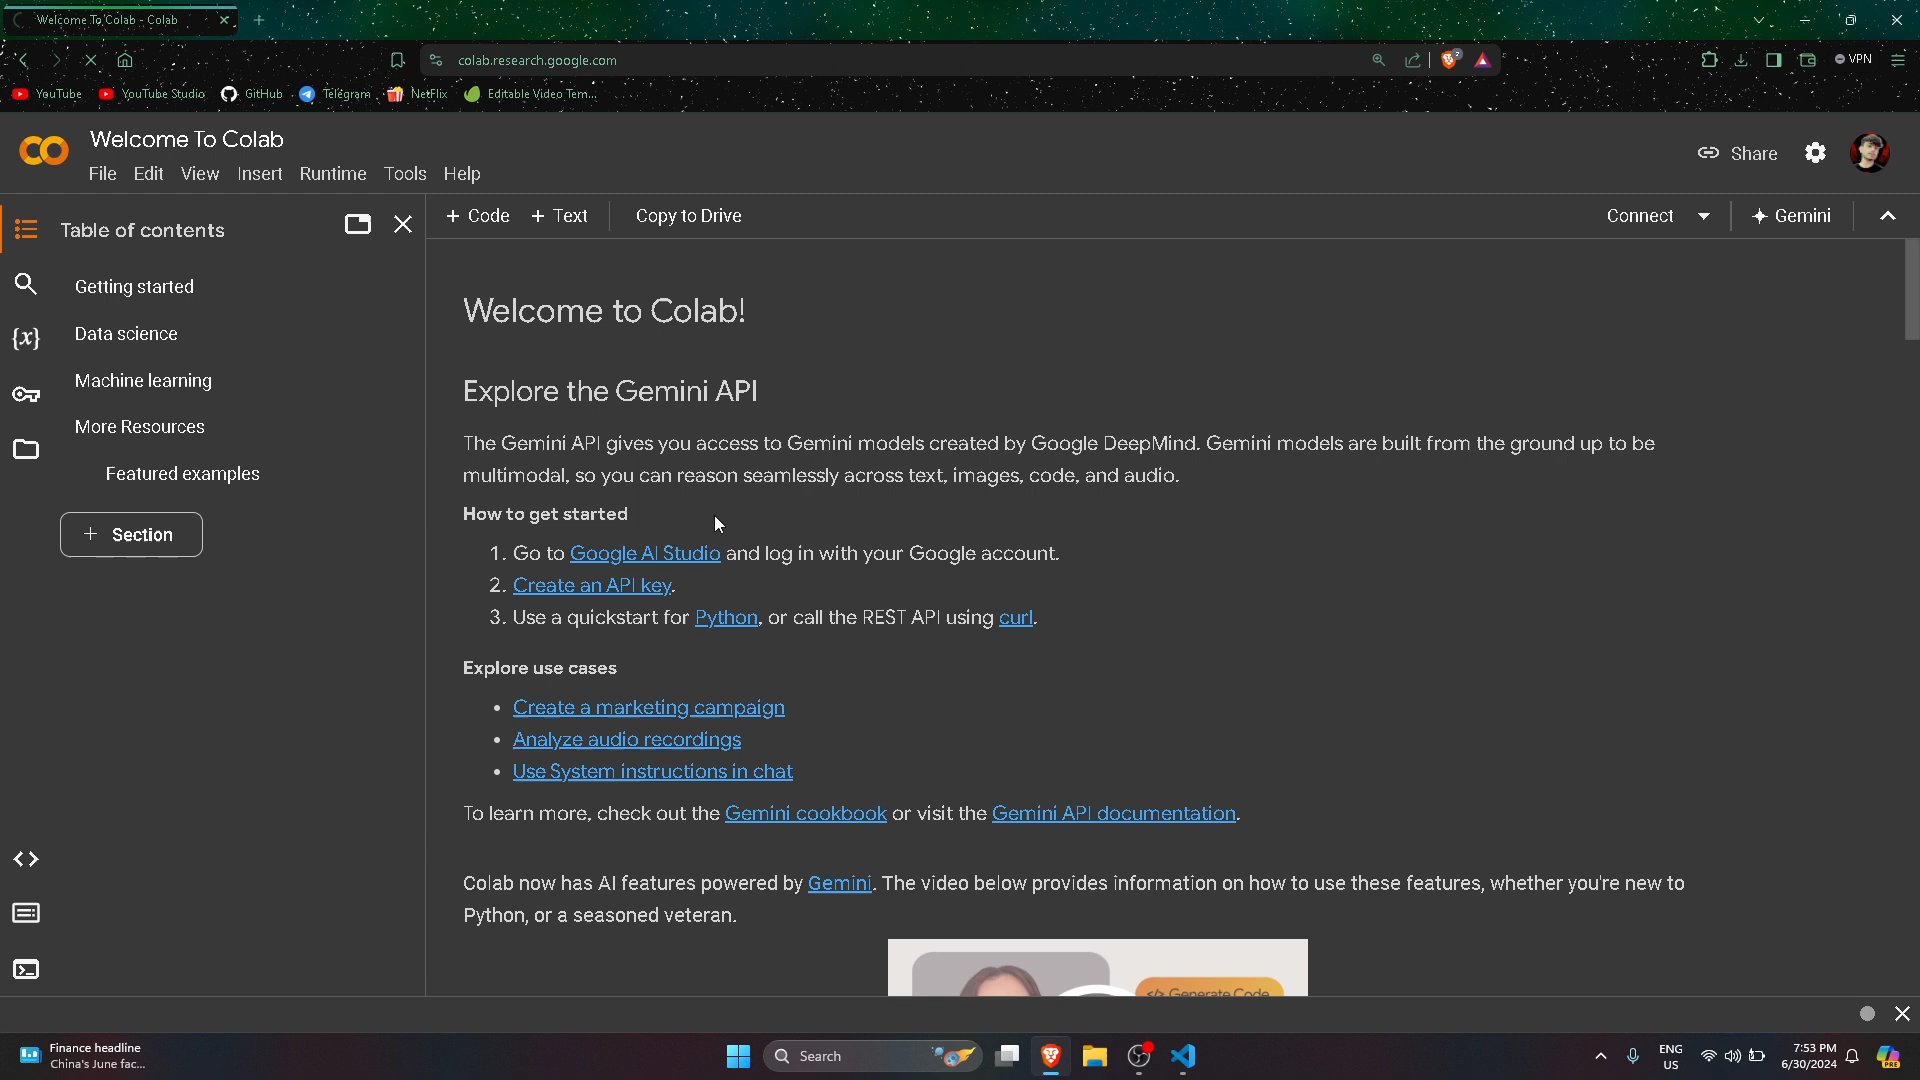 Welcome To Colab - Colab
colab.research.google.com
2
VPN
YouTube YouTube Studio GitHub Telegram Netflix Editable Video Tem...
Welcome To Colab
File Edit View Insert Runtime Tools Help
Share
Table of contents
+ Code + Text Copy to Drive
Connect
Gemini
Getting started
Data science
{x}
Machine learning
More Resources
Featured examples
+ Section
Welcome to Colab!
Explore the Gemini API
The Gemini API gives you access to Gemini models created by Google DeepMind. Gemini models are built from the ground up to be
multimodal, so you can reason seamlessly across text, images, code, and audio.
How to get started
1. Go to Google AI Studio and log in with your Google account.
2. Create an API key.
3. Use a quickstart for Python, or call the REST API using curl.
Explore use cases
• Create a marketing campaign
• Analyze audio recordings
• Use System instructions in chat
To learn more, check out the Gemini cookbook or visit the Gemini API documentation.
Colab now has AI features powered by Gemini. The video below provides information on how to use these features, whether you're new to
Python, or a seasoned veteran.
</> Generate Code
Finance headline
China's June fac...
Search
ENG
US
7:53 PM
6/30/2024
PRE